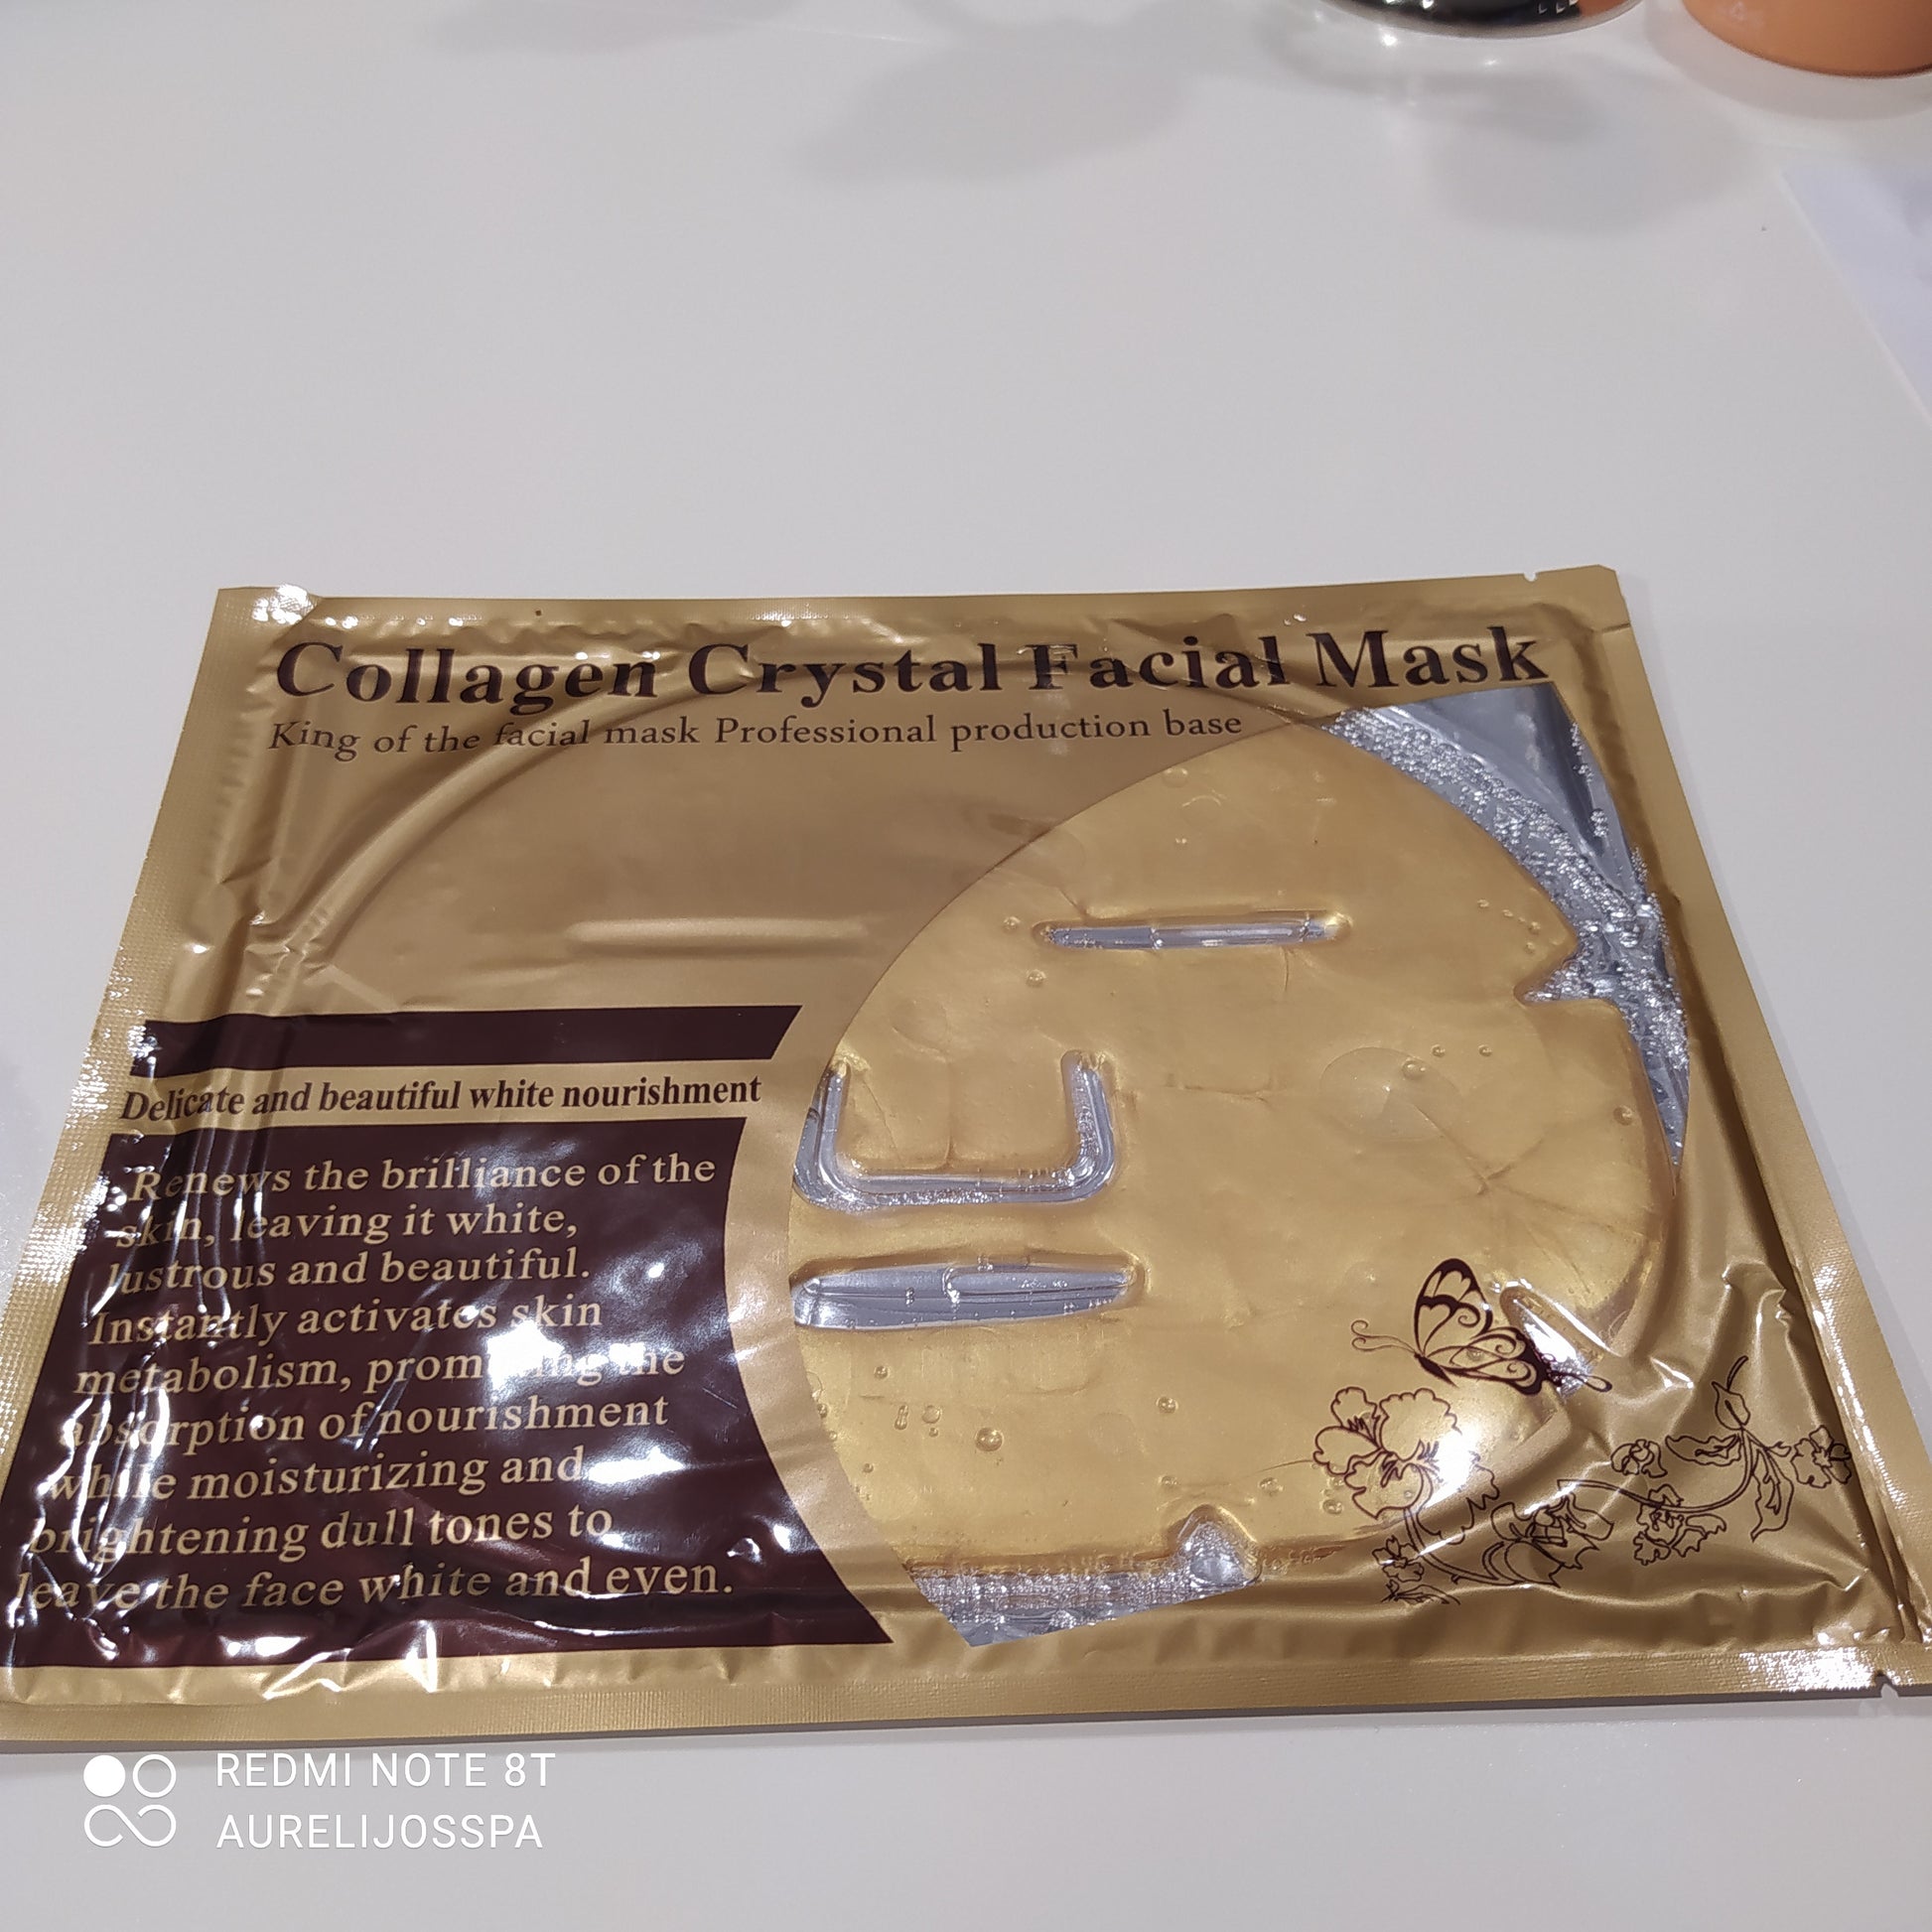 Collagen Crystal Facial Mask
King of the facial mask Professional production base
Delicate and beautiful white nourishment
Renews the brilliance of the
skin, leaving it white,
lustrous and beautiful.
Instantly activates skin
metabolism, promoting the
absorption of nourishment
while moisturizing and
brightening dull tones to
leave the face white and even.
REDMI NOTE 8T
AURELIJOSSPA